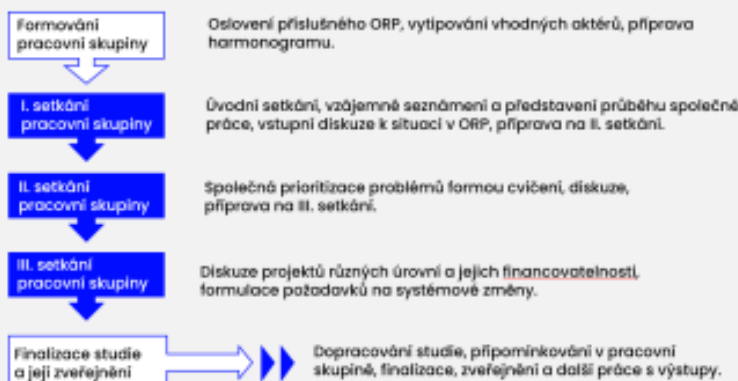 Formování
pracovní skupiny
Oslovení příslušného ORP, vytipování vhodných aktérů, příprava
harmonogramu.
I. setkání
pracovní skupiny
Úvodní setkání, vzájemné seznámení a představení průběhu společné
práce, vstupní diskuze k situaci v ORP, příprava na II. setkání.
II. setkání
pracovní skupiny
Společná prioritizace problémů formou cvičení, diskuze,
příprava na III. setkání.
III. setkání
pracovní skupiny
Diskuze projektů různých úrovní a jejich financovatelnosti,
formulace požadavků na systémové změny.
Finalizace studie
a její zveřejnění
Dopracování studie, připomínkování v pracovní
skupině, finalizace, zveřejnění a další práce s výstupy.